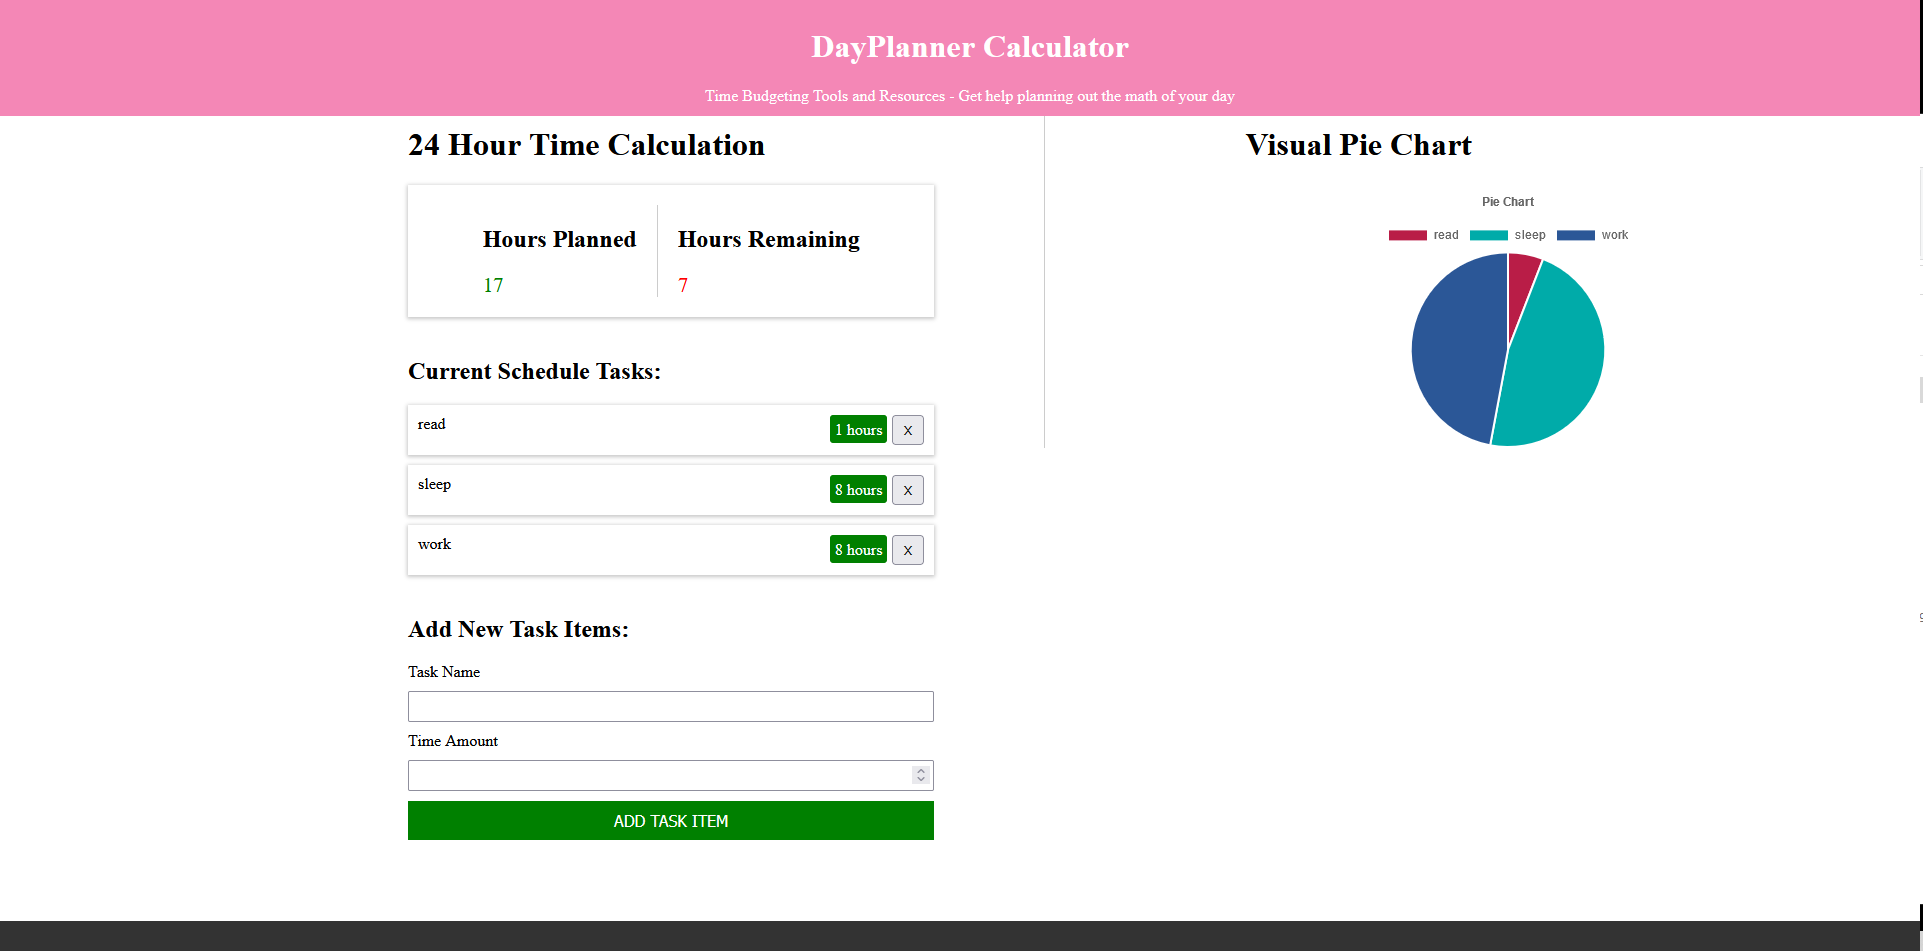 DayPlanner Calculator
Time Budgeting Tools and Resources - Get help planning out the math of your day
24 Hour Time Calculation
Hours Planned
17
Hours Remaining
7
Current Schedule Tasks:
read
1 hours
X
sleep
8 hours
X
work
8 hours
X
Add New Task Items:
Task Name
Time Amount
ADD TASK ITEM
Visual Pie Chart
Pie Chart
read sleep work